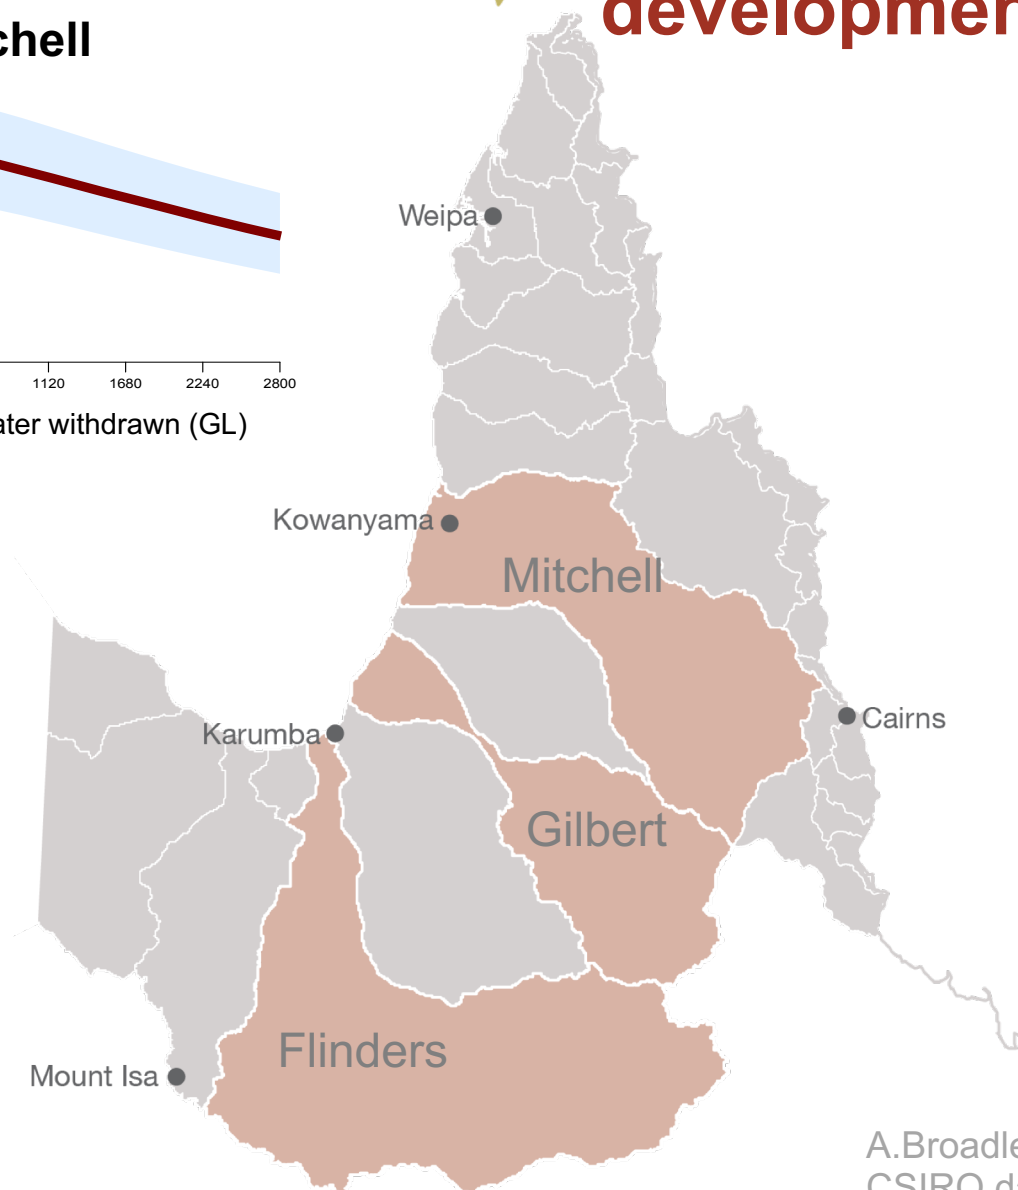 developmen
chell
1120 1680 2240 2800
ater withdrawn (GL)
Weipa
Kowanyama
Mitchell
Karumba
Cairns
Gilbert
Flinders
Mount Isa
A.Broadle
CSIRO d